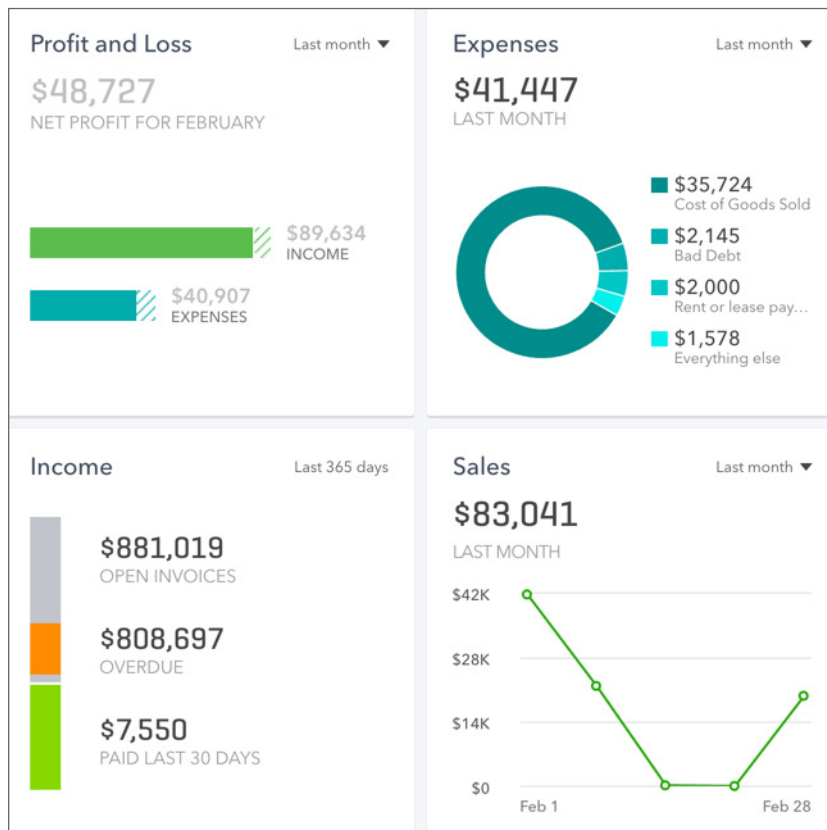 Profit and Loss
Last month
$48,727
NET PROFIT FOR FEBRUARY
$89,634
INCOME
$40,907
EXPENSES
Expenses
Last month
$41,447
LAST MONTH
$35,724
Cost of Goods Sold
$2,145
Bad Debt
$2,000
Rent or lease pay...
$1,578
Everything else
Income
Last 365 days
$881,019
OPEN INVOICES
$808,697
OVERDUE
$7,550
PAID LAST 30 DAYS
Sales
Last month
$83,041
LAST MONTH
$42K
$28K
$14K
$0
Feb 1
Feb 28